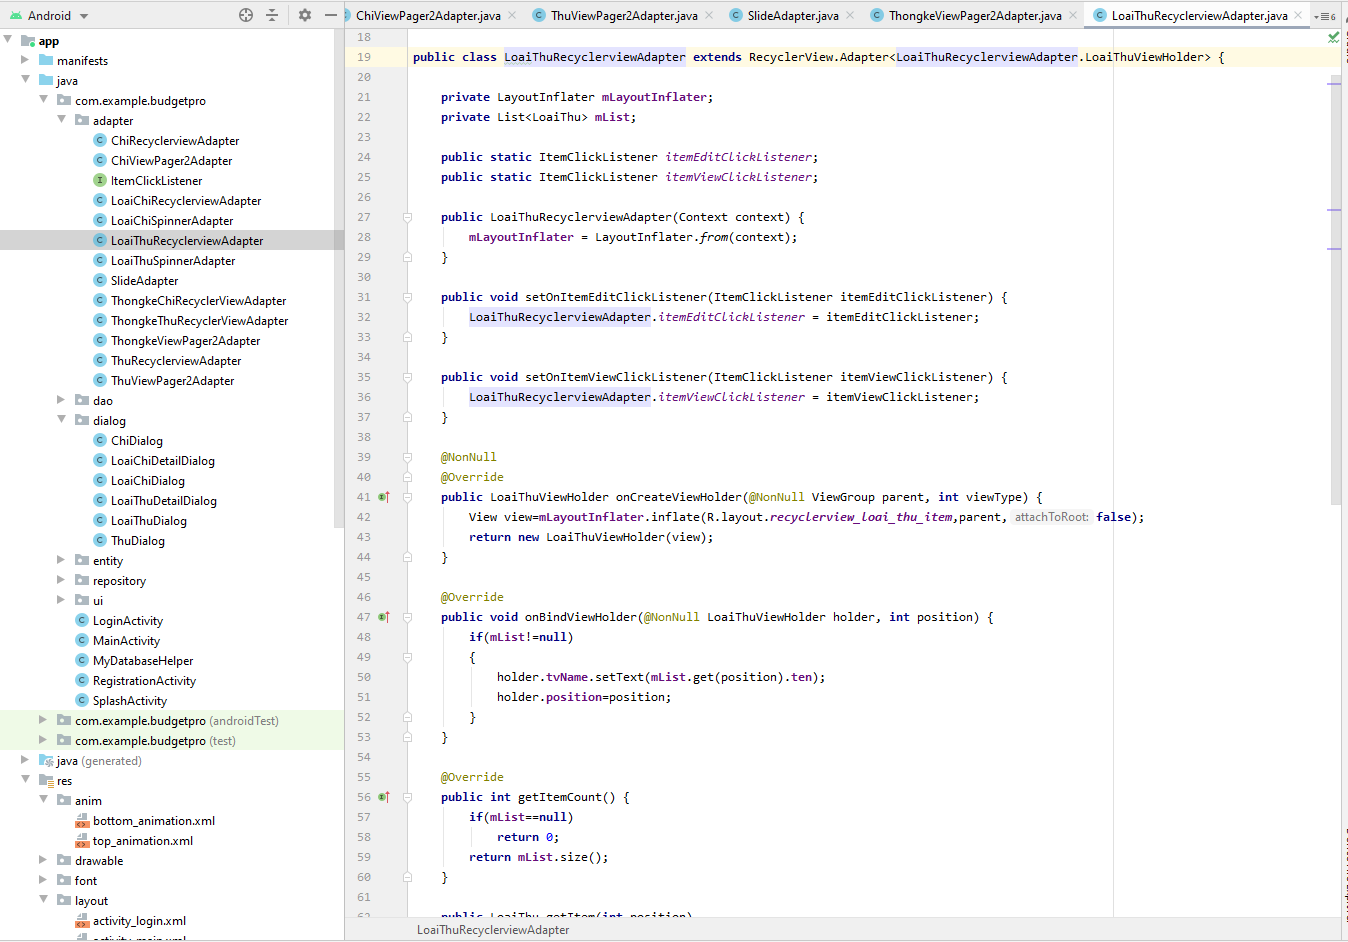 Android
ChiViewPager2Adapter.java
ThuViewPager2Adapter.java
SlideAdapter.java
ThongkeViewPager2Adapter.java
LoaiThuRecyclerviewAdapter.java
6
app
manifests
java
com.example.budgetpro
adapter
ChiRecyclerviewAdapter
ChiViewPager2Adapter
I ItemClickListener
LoaiChiRecyclerviewAdapter
LoaiChiSpinnerAdapter
LoaiThuRecyclerviewAdapter
LoaiThuSpinnerAdapter
SlideAdapter
ThongkeChiRecyclerViewAdapter
ThongkeThuRecyclerViewAdapter
ThongkeViewPager2Adapter
ThuRecyclerviewAdapter
ThuViewPager2Adapter
dao
dialog
ChiDialog
LoaiChiDetailDialog
LoaiChiDialog
LoaiThuDetailDialog
LoaiThuDialog
ThuDialog
entity
repository
ui
LoginActivity
MainActivity
MyDatabaseHelper
RegistrationActivity
SplashActivity
com.example.budgetpro (androidTest)
com.example.budgetpro (test)
java (generated)
res
anim
bottom_animation.xml
top_animation.xml
drawable
font
layout
activity_login.xml
activity_main.xml
18
19 public class LoaiThuRecyclerviewAdapter extends RecyclerView.Adapter<LoaiThuRecyclerviewAdapter.LoaiThuViewHolder> {
20
21 private LayoutInflater mLayoutInflater;
22 private List<LoaiThu> mList;
23
24 public static ItemClickListener itemEditClickListener;
25 public static ItemClickListener itemViewClickListener;
26
27 public LoaiThuRecyclerviewAdapter(Context context) {
28 mLayoutInflater = LayoutInflater.from(context);
29 }
30
31 public void setOnItemEditClickListener(ItemClickListener itemEditClickListener) {
32 LoaiThuRecyclerviewAdapter.itemEditClickListener = itemEditClickListener;
33 }
34
35 public void setOnItemViewClickListener(ItemClickListener itemViewClickListener) {
36 LoaiThuRecyclerviewAdapter.itemViewClickListener = itemViewClickListener;
37 }
38
39 @NonNull
40 @Override
41 public LoaiThuViewHolder onCreateViewHolder(@NonNull ViewGroup parent, int viewType) {
42 View view=mLayoutInflater.inflate(R.layout.recyclerview_loai_thu_item,parent, attachToRoot: false);
43 return new LoaiThuViewHolder(view);
44 }
45
46 @Override
47 public void onBindViewHolder(@NonNull LoaiThuViewHolder holder, int position) {
48 if(mList!=null)
49 {
50 holder.tvName.setText(mList.get(position).ten);
51 holder.position=position;
52 }
53 }
54
55 @Override
56 public int getItemCount() {
57 if(mList==null)
58 return 0;
59 return mList.size();
60 }
61
62 public LoaiThu getItem(int position)
LoaiThuRecyclerviewAdapter